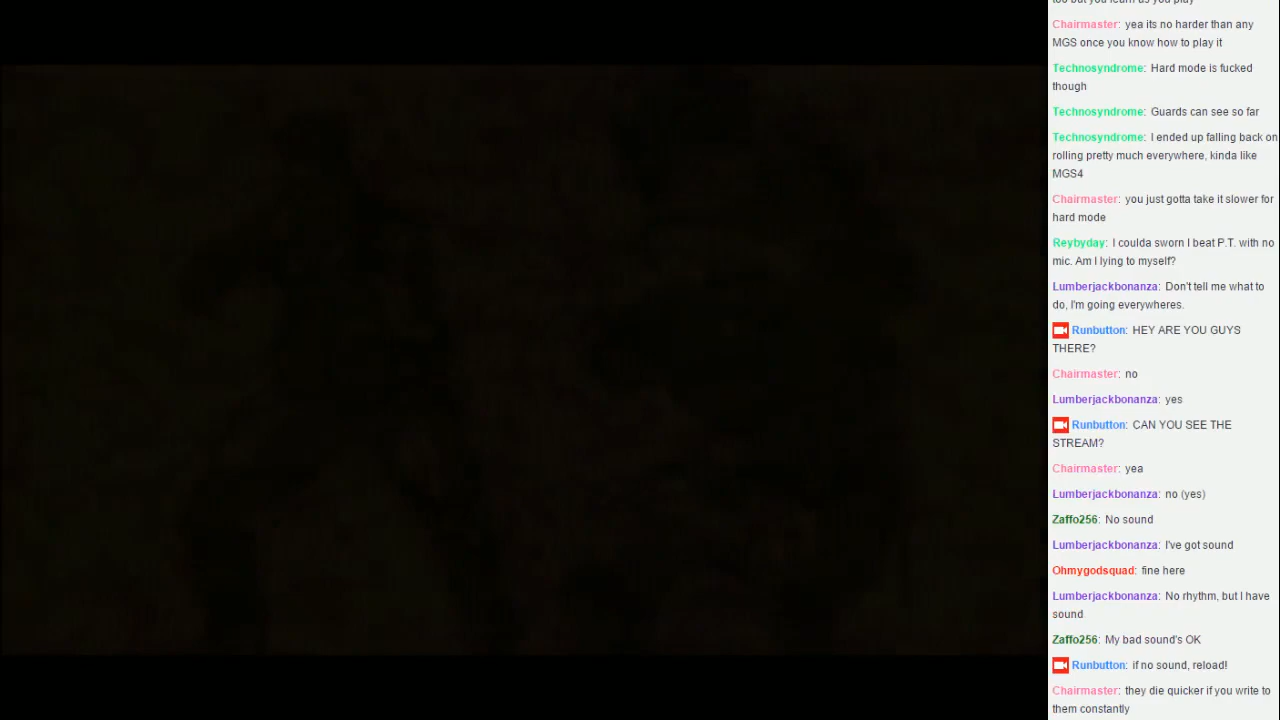 Chairmaster: yea its no harder than any
MGS once you know how to play it
Technosyndrome: Hard mode is fucked
though
Technosyndrome: Guards can see so far
Technosyndrome: I ended up falling back on
rolling pretty much everywhere, kinda like
MGS4
Chairmaster: you just gotta take it slower for
hard mode
Reybyday: I coulda sworn I beat P.T. with no
mic. Am I lying to myself?
Lumberjackbonanza: Don't tell me what to
do, I'm going everywheres.
Runbutton: HEY ARE YOU GUYS
THERE?
Chairmaster: no
Lumberjackbonanza: yes
Runbutton: CAN YOU SEE THE
STREAM?
Chairmaster: yea
Lumberjackbonanza: no (yes)
Zaffo256: No sound
Lumberjackbonanza: I've got sound
Ohmygodsquad: fine here
Lumberjackbonanza: No rhythm, but I have
sound
Zaffo256: My bad sound's OK
Runbutton: if no sound, reload!
Chairmaster: they die quicker if you write to
them constantly